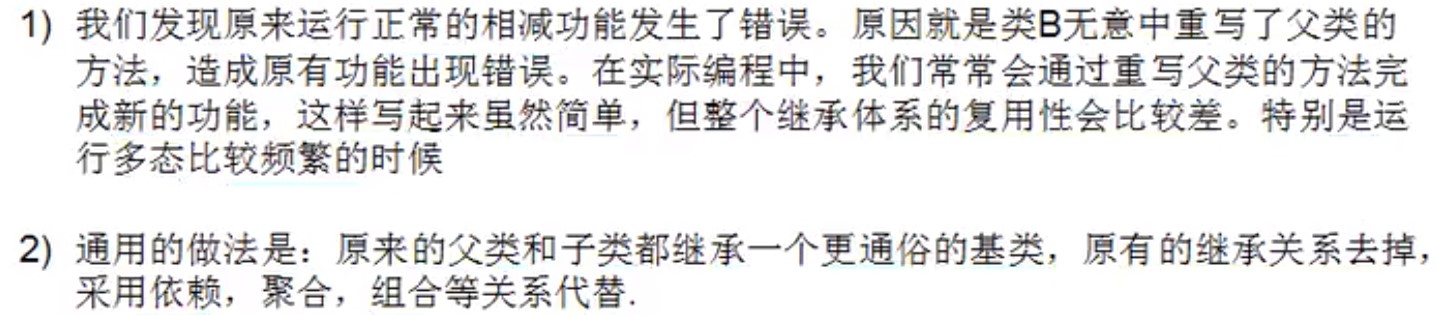 1) 我们发现原来运行正常的相减功能发生了错误。原因就是类B无意中重写了父类的
方法，造成原有功能出现错误。在实际编程中，我们常常会通过重写父类的方法完
成新的功能，这样写起来虽然简单，但整个继承体系的复用性会比较差。特别是运
行多态比较频繁的时候
2) 通用的做法是：原来的父类和子类都继承一个更通俗的基类，原有的继承关系去掉，
采用依赖，聚合，组合等关系代替.